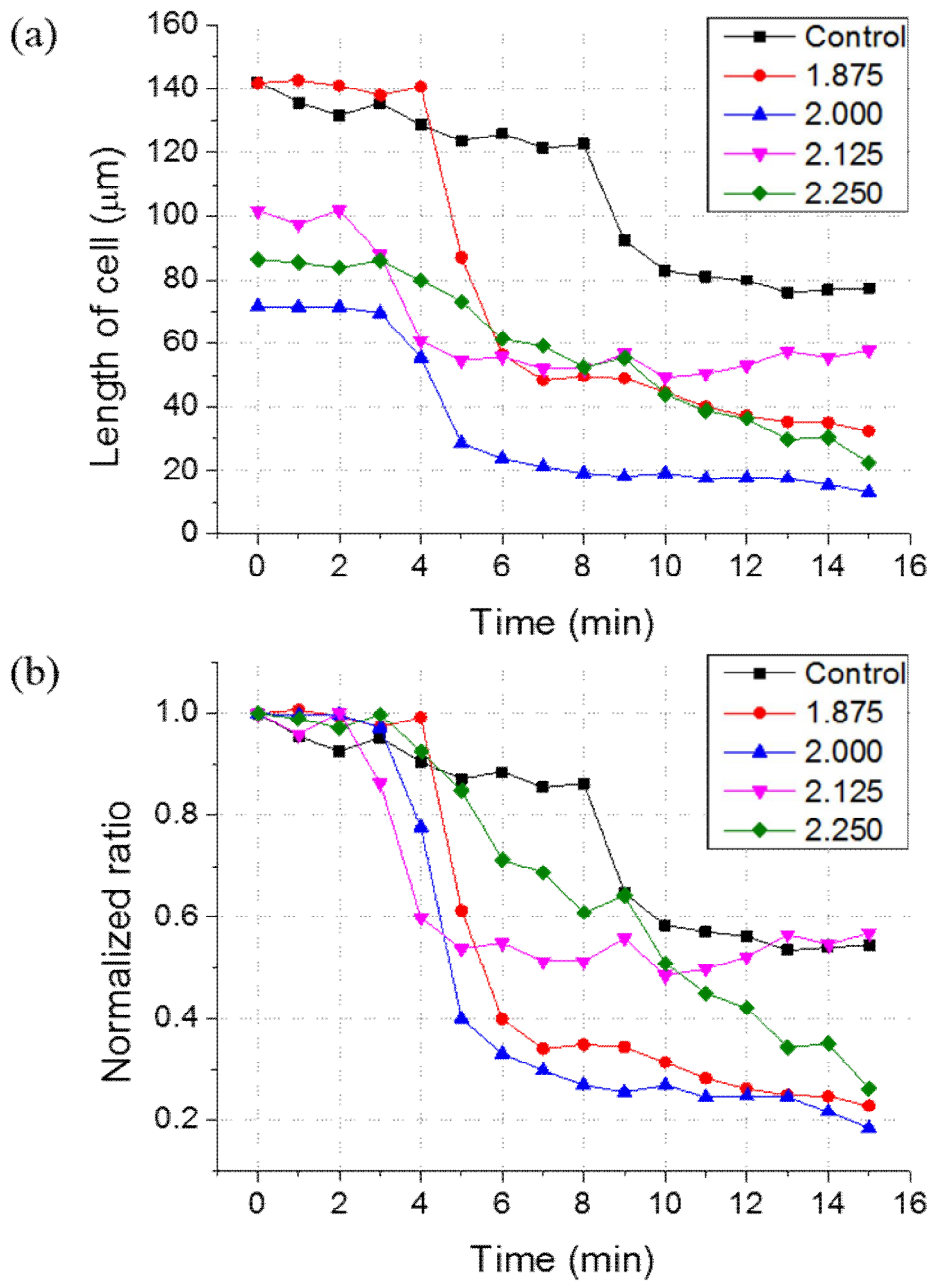 (a)
160
140
120
100
80
60
40
20
0
Length of cell (μm)
0 2 4 6 8 10 12 14 16
Time (min)
Control
1.875
2.000
2.125
2.250
(b)
1.0
0.8
0.6
0.4
0.2
Normalized ratio
0 2 4 6 8 10 12 14 16
Time (min)
Control
1.875
2.000
2.125
2.250